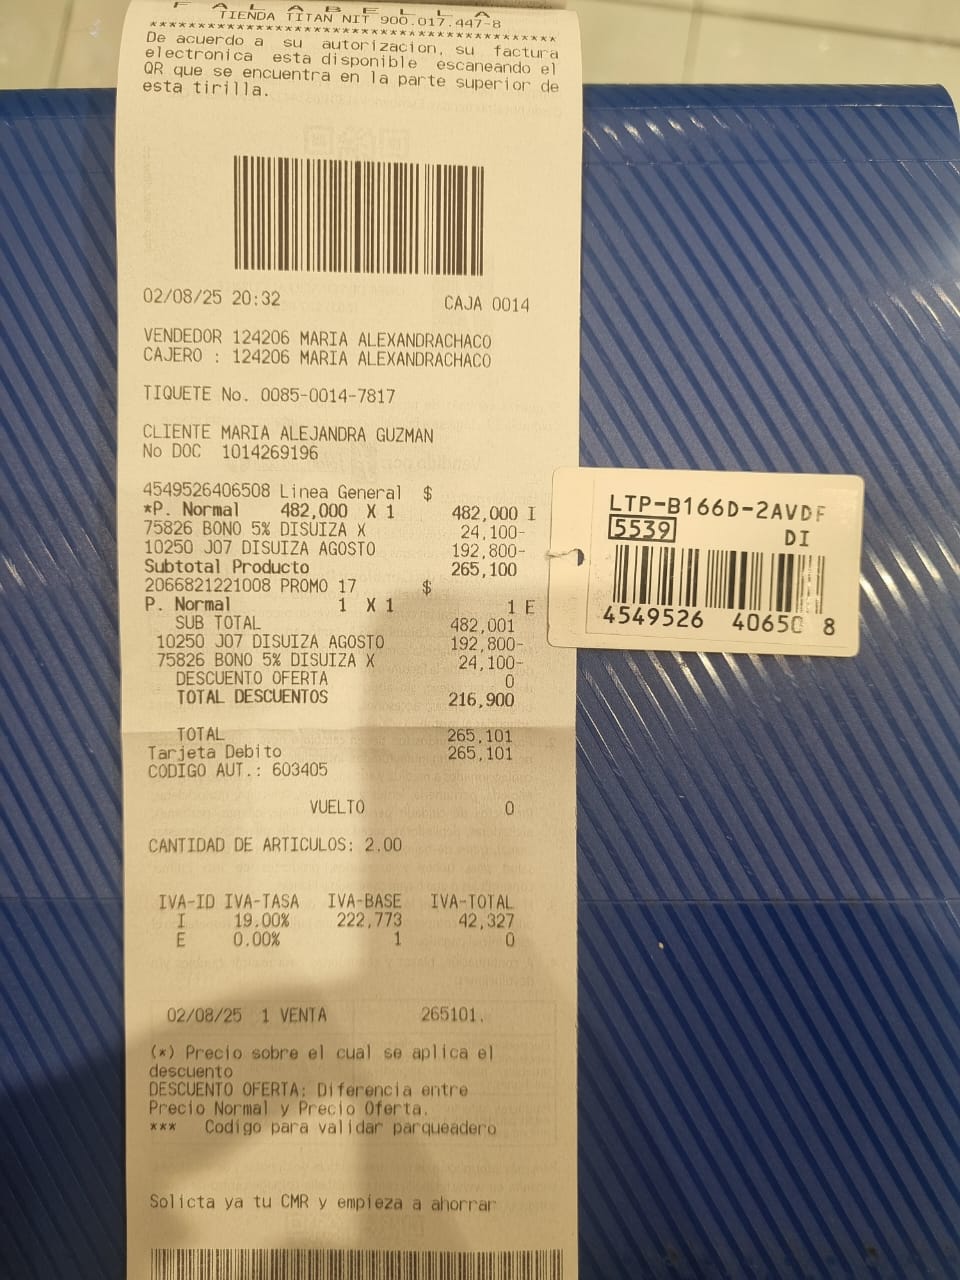 F A L A B E L L A
TIENDA TITAN NIT 900.017.447-8
****************************************
De acuerdo a su autorizacion, su factura
electronica esta disponible escaneando el
QR que se encuentra en la parte superior de
esta tirilla.
02/08/25 20:32 CAJA 0014
VENDEDOR 124206 MARIA ALEXANDRACHACO
CAJERO : 124206 MARIA ALEXANDRACHACO
TIQUETE No. 0085-0014-7817
CLIENTE MARIA ALEJANDRA GUZMAN
No DOC 1014269196
4549526406508 Linea General $
*P. Normal 482,000 X 1 482,000 I
75826 BONO 5% DISUIZA X 24,100-
10250 J07 DISUIZA AGOSTO 192,800-
Subtotal Producto 265,100
2066821221008 PROMO 17 $
P. Normal 1 X 1 1 E
SUB TOTAL 482,001
10250 J07 DISUIZA AGOSTO 192,800-
75826 BONO 5% DISUIZA X 24,100-
DESCUENTO OFERTA 0
TOTAL DESCUENTOS 216,900
TOTAL 265,101
Tarjeta Debito 265,101
CODIGO AUT.: 603405
VUELTO 0
CANTIDAD DE ARTICULOS: 2.00
IVA-ID IVA-TASA IVA-BASE IVA-TOTAL
I 19.00% 222,773 42,327
E 0.00% 1 0
02/08/25 1 VENTA 265101.
(*) Precio sobre el cual se aplica el
descuento
DESCUENTO OFERTA: Diferencia entre
Precio Normal y Precio Oferta.
*** Codigo para validar parqueadero
Solicta ya tu CMR y empieza a ahorrar
LTP-B166D-2AVDF
5539 DI
4549526 406508